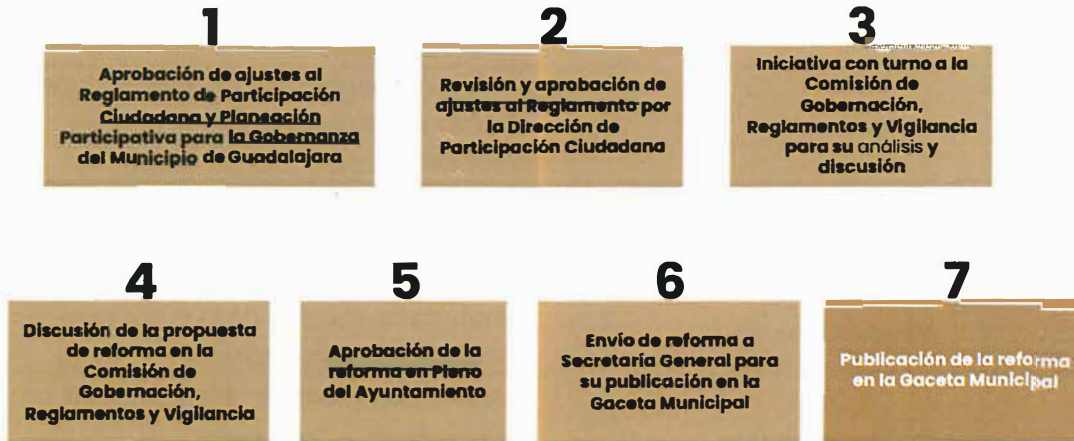 1
Aprobación de ajustes al
Reglamento de Participación
Ciudadana y Planeación
Participativa para la Gobernanza
del Municipio de Guadalajara
2
Revisión y aprobación de
ajustes al Reglamento por
la Dirección de
Participación Ciudadana
3
Iniciativa con turno a la
Comisión de
Gobernación,
Reglamentos y Vigilancia
para su análisis y
discusión
4
Discusión de la propuesta
de reforma en la
Comisión de
Gobernación,
Reglamentos y Vigilancia
5
Aprobación de la
reforma en Pleno
del Ayuntamiento
6
Envío de reforma a
Secretaría General para
su publicación en la
Gaceta Municipal
7
Publicación de la reforma
en la Gaceta Municipal